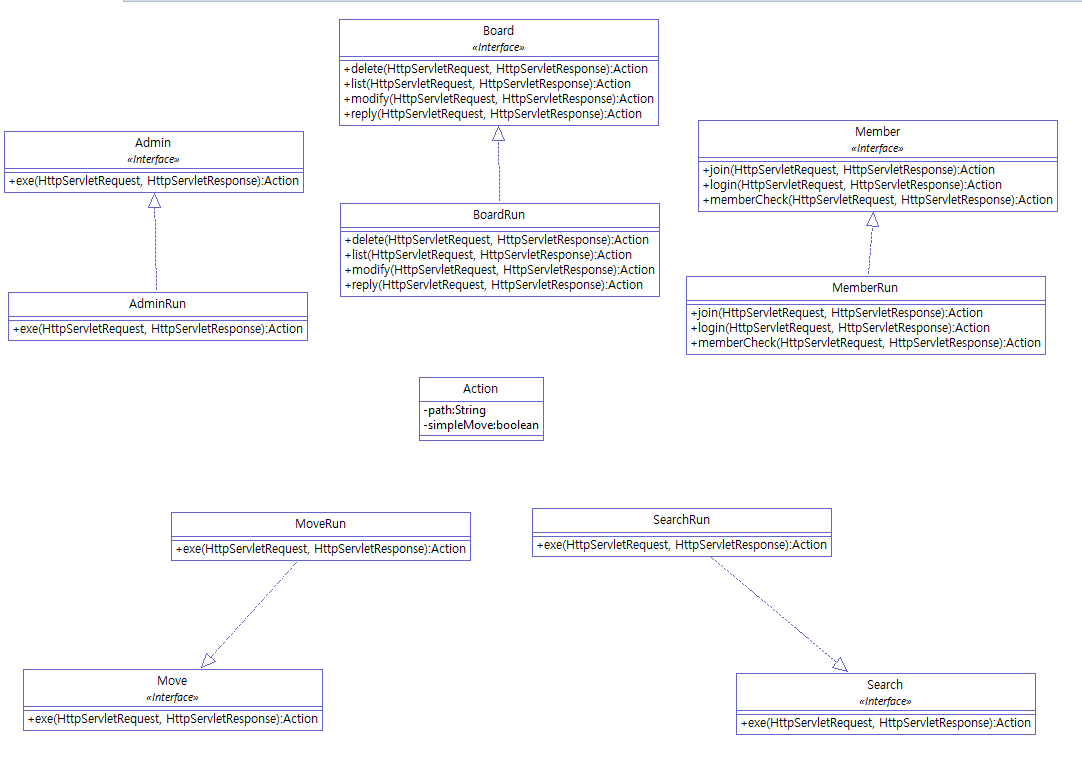 Board
«Interface»
+delete(HttpServletRequest, HttpServletResponse):Action
+list(HttpServletRequest, HttpServletResponse):Action
+modify(HttpServletRequest, HttpServletResponse):Action
+reply(HttpServletRequest, HttpServletResponse):Action
Admin
«Interface»
+exe(HttpServletRequest, HttpServletResponse):Action
Member
«Interface»
+join(HttpServletRequest, HttpServletResponse):Action
+login(HttpServletRequest, HttpServletResponse):Action
+memberCheck(HttpServletRequest, HttpServletResponse):Action
BoardRun
+delete(HttpServletRequest, HttpServletResponse):Action
+list(HttpServletRequest, HttpServletResponse):Action
+modify(HttpServletRequest, HttpServletResponse):Action
+reply(HttpServletRequest, HttpServletResponse):Action
AdminRun
+exe(HttpServletRequest, HttpServletResponse):Action
MemberRun
+join(HttpServletRequest, HttpServletResponse):Action
+login(HttpServletRequest, HttpServletResponse):Action
+memberCheck(HttpServletRequest, HttpServletResponse):Action
Action
-path:String
-simpleMove:boolean
MoveRun
+exe(HttpServletRequest, HttpServletResponse):Action
SearchRun
+exe(HttpServletRequest, HttpServletResponse):Action
Move
«Interface»
+exe(HttpServletRequest, HttpServletResponse):Action
Search
«Interface»
+exe(HttpServletRequest, HttpServletResponse):Action